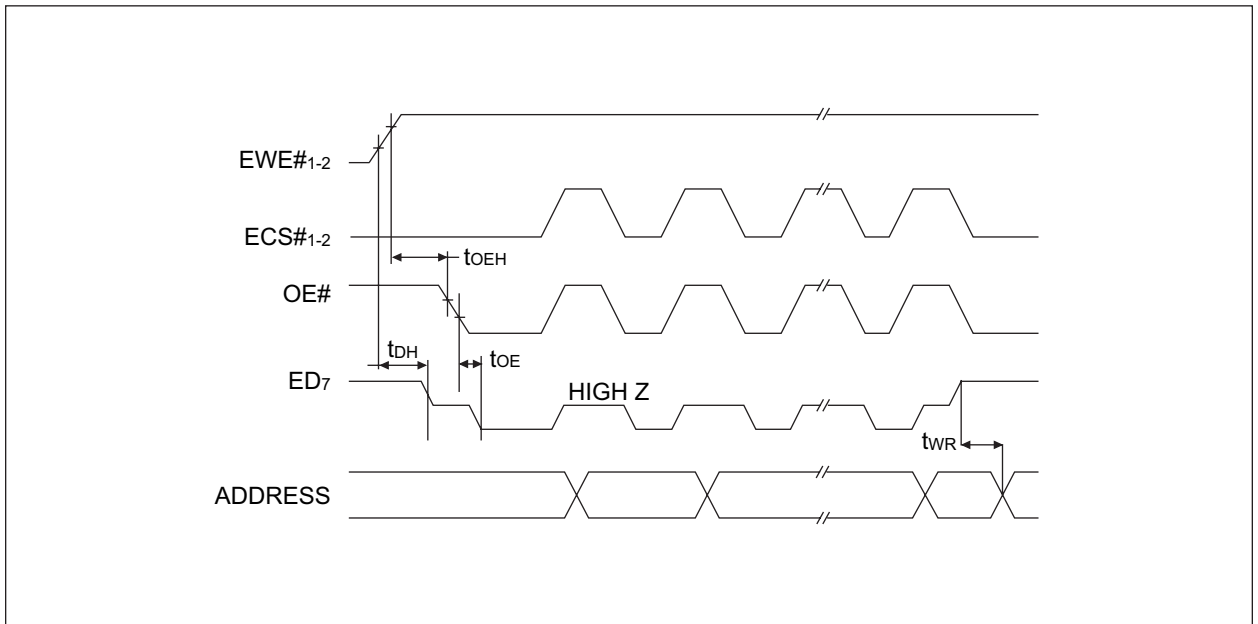 EWE#1-2
ECS#1-2
tOEH
OE#
tDH
tOE
ED7
HIGH Z
tWR
ADDRESS